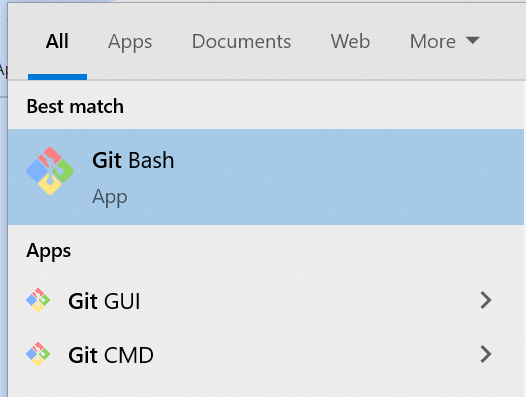 All Apps Documents Web More
Best match
Git Bash
App
Apps
Git GUI
Git CMD